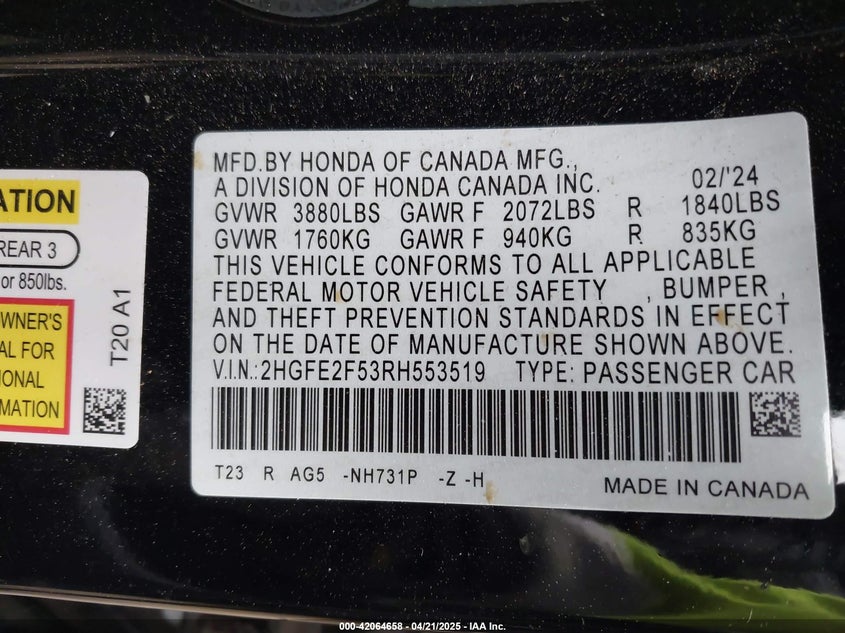 MFD.BY HONDA OF CANADA MFG.,
A DIVISION OF HONDA CANADA INC. 02/'24
GVWR 3880LBS GAWR F 2072LBS R 1840LBS
GVWR 1760KG GAWR F 940KG R 835KG
THIS VEHICLE CONFORMS TO ALL APPLICABLE
FEDERAL MOTOR VEHICLE SAFETY , BUMPER ,
AND THEFT PREVENTION STANDARDS IN EFFECT
ON THE DATE OF MANUFACTURE SHOWN ABOVE.
V.I.N.:2HGFE2F53RH553519 TYPE: PASSENGER CAR
T23 R AG5 -NH731P -Z -H
MADE IN CANADA
ATION
REAR 3
or 850lbs.
WNER'S
AL FOR
IONAL
MATION
T20 A1
000-42064658 - 04/21/2025 - IAA Inc.